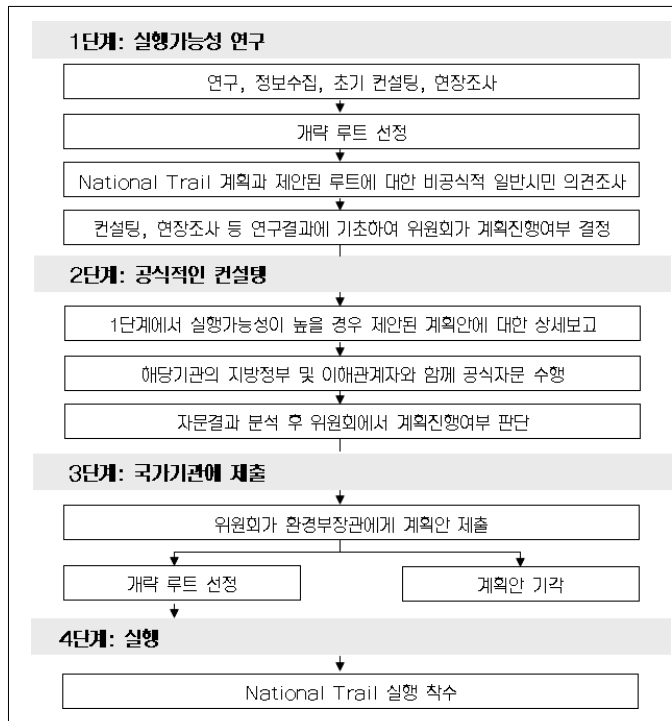 1단계: 실행가능성 연구
연구, 정보수집, 초기 컨설팅, 현장조사
개략 루트 선정
National Trail 계획과 제안된 루트에 대한 비공식적 일반시민 의견조사
컨설팅, 현장조사 등 연구결과에 기초하여 위원회가 계획진행여부 결정
2단계: 공식적인 컨설텡
1단계에서 실행가능성이 높을 경우 제안된 계획안에 대한 상세보고
해당기관의 지방정부 및 이해관계자와 함께 공식자문 수행
자문결과 분석 후 위원회에서 계획진행여부 판단
3단계: 국가기관에 제출
위원회가 환경부장관에게 계획안 제출
개략 루트 선정
계획안 기각
4단계: 실행
National Trail 실행 착수